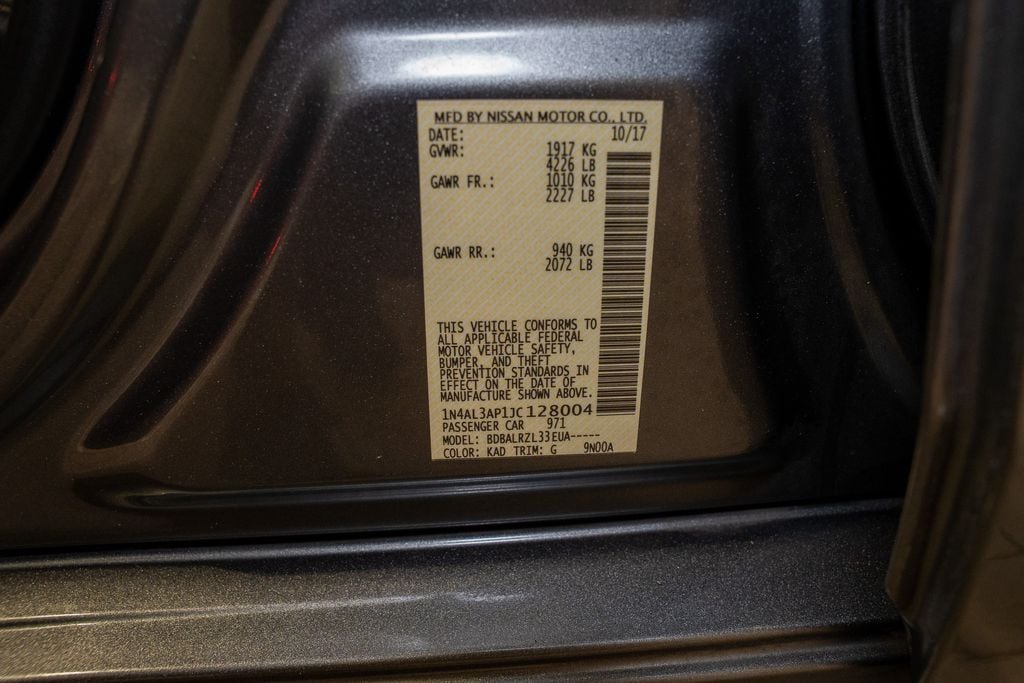 MFD BY NISSAN MOTOR CO., LTD.
DATE: 10/17
GVWR: 1917 KG
4226 LB
GAWR FR.: 1010 KG
2227 LB
GAWR RR.: 940 KG
2072 LB
THIS VEHICLE CONFORMS TO
ALL APPLICABLE FEDERAL
MOTOR VEHICLE SAFETY,
BUMPER, AND THEFT
PREVENTION STANDARDS IN
EFFECT ON THE DATE OF
MANUFACTURE SHOWN ABOVE.
1N4AL3AP1JC128004
PASSENGER CAR 971
MODEL: BDBALRZL33EUA-----
COLOR: KAD TRIM: G 9N00A